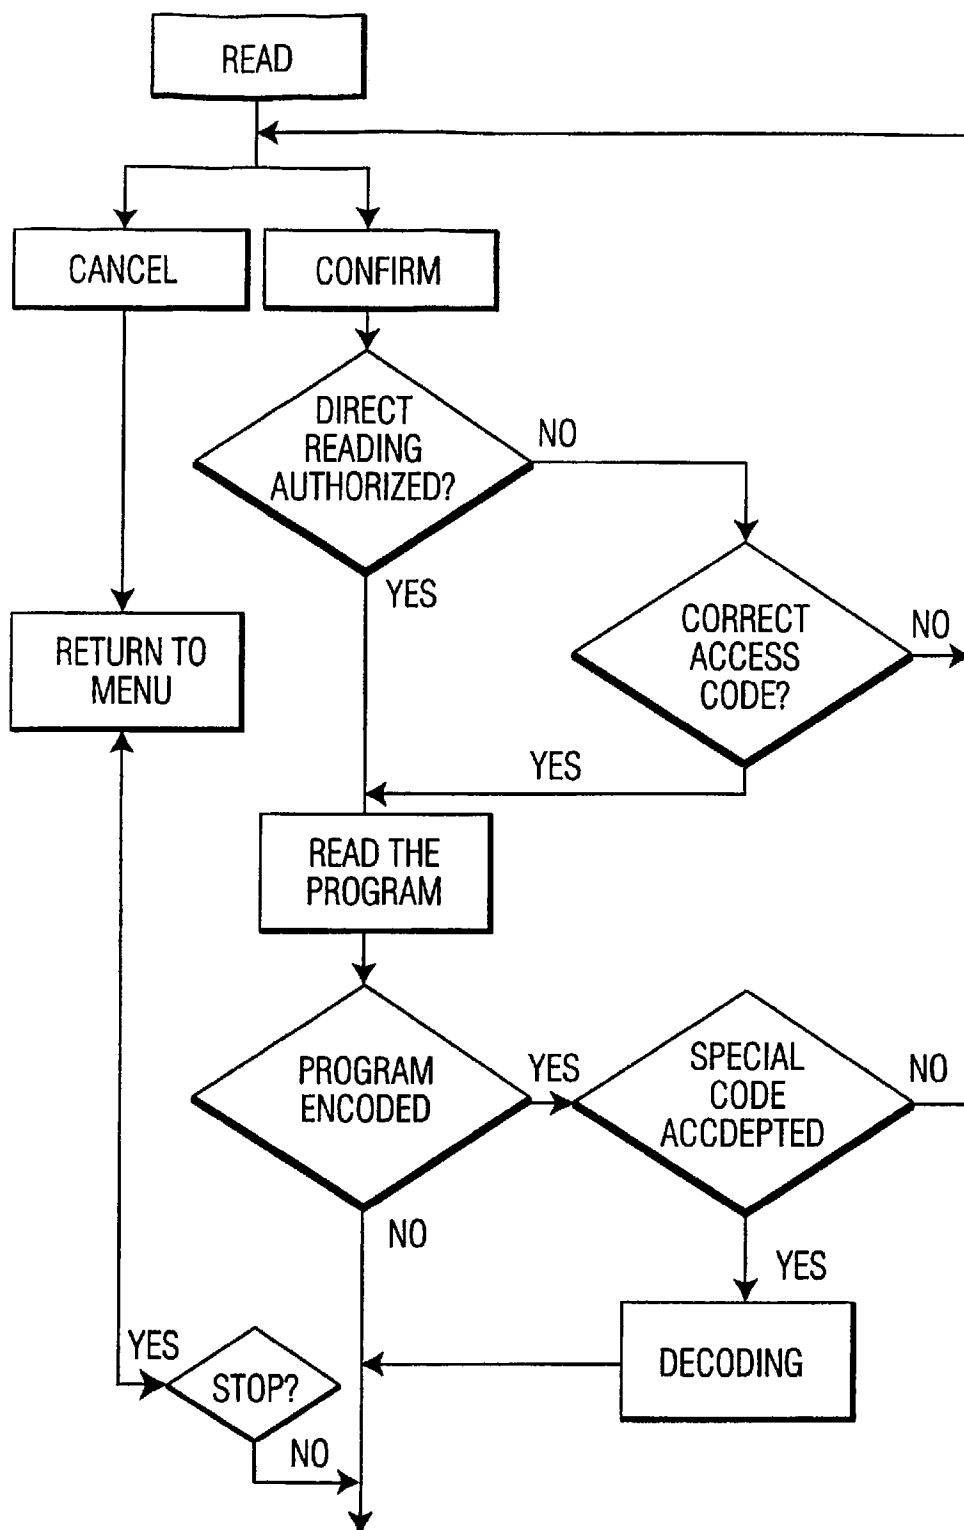 READ
CANCEL
CONFIRM
DIRECT
READING
AUTHORIZED?
NO
YES
CORRECT
ACCESS
CODE?
NO
RETURN TO
MENU
YES
READ THE
PROGRAM
PROGRAM
ENCODED
YES
SPECIAL
CODE
ACCDEPTED
NO
NO
YES
DECODING
YES
STOP?
NO